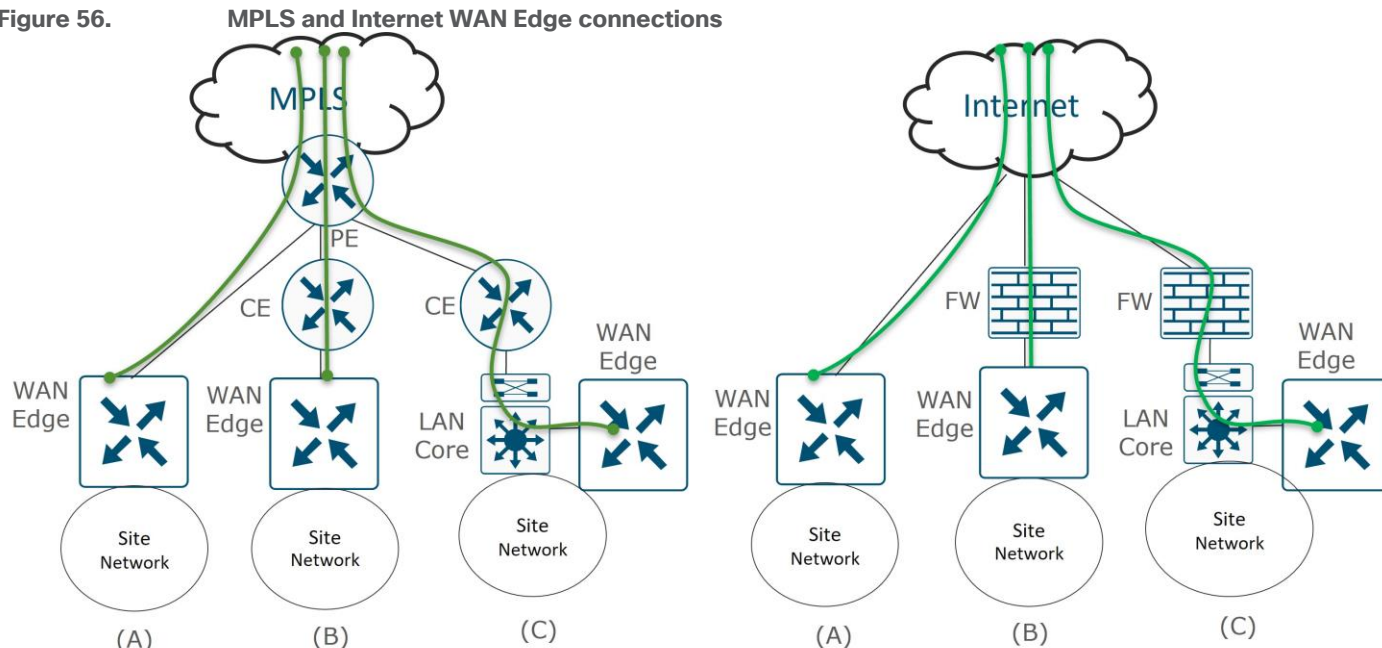 Figure 56. MPLS and Internet WAN Edge connections
MPLS
PE
CE
CE
WAN
Edge
WAN
Edge
WAN
Edge
LAN
Core
Site
Network
Site
Network
Site
Network
(A)
(B)
(C)
Internet
FW
FW
WAN
Edge
WAN
Edge
WAN
Edge
LAN
Core
Site
Network
Site
Network
Site
Network
(A)
(B)
(C)